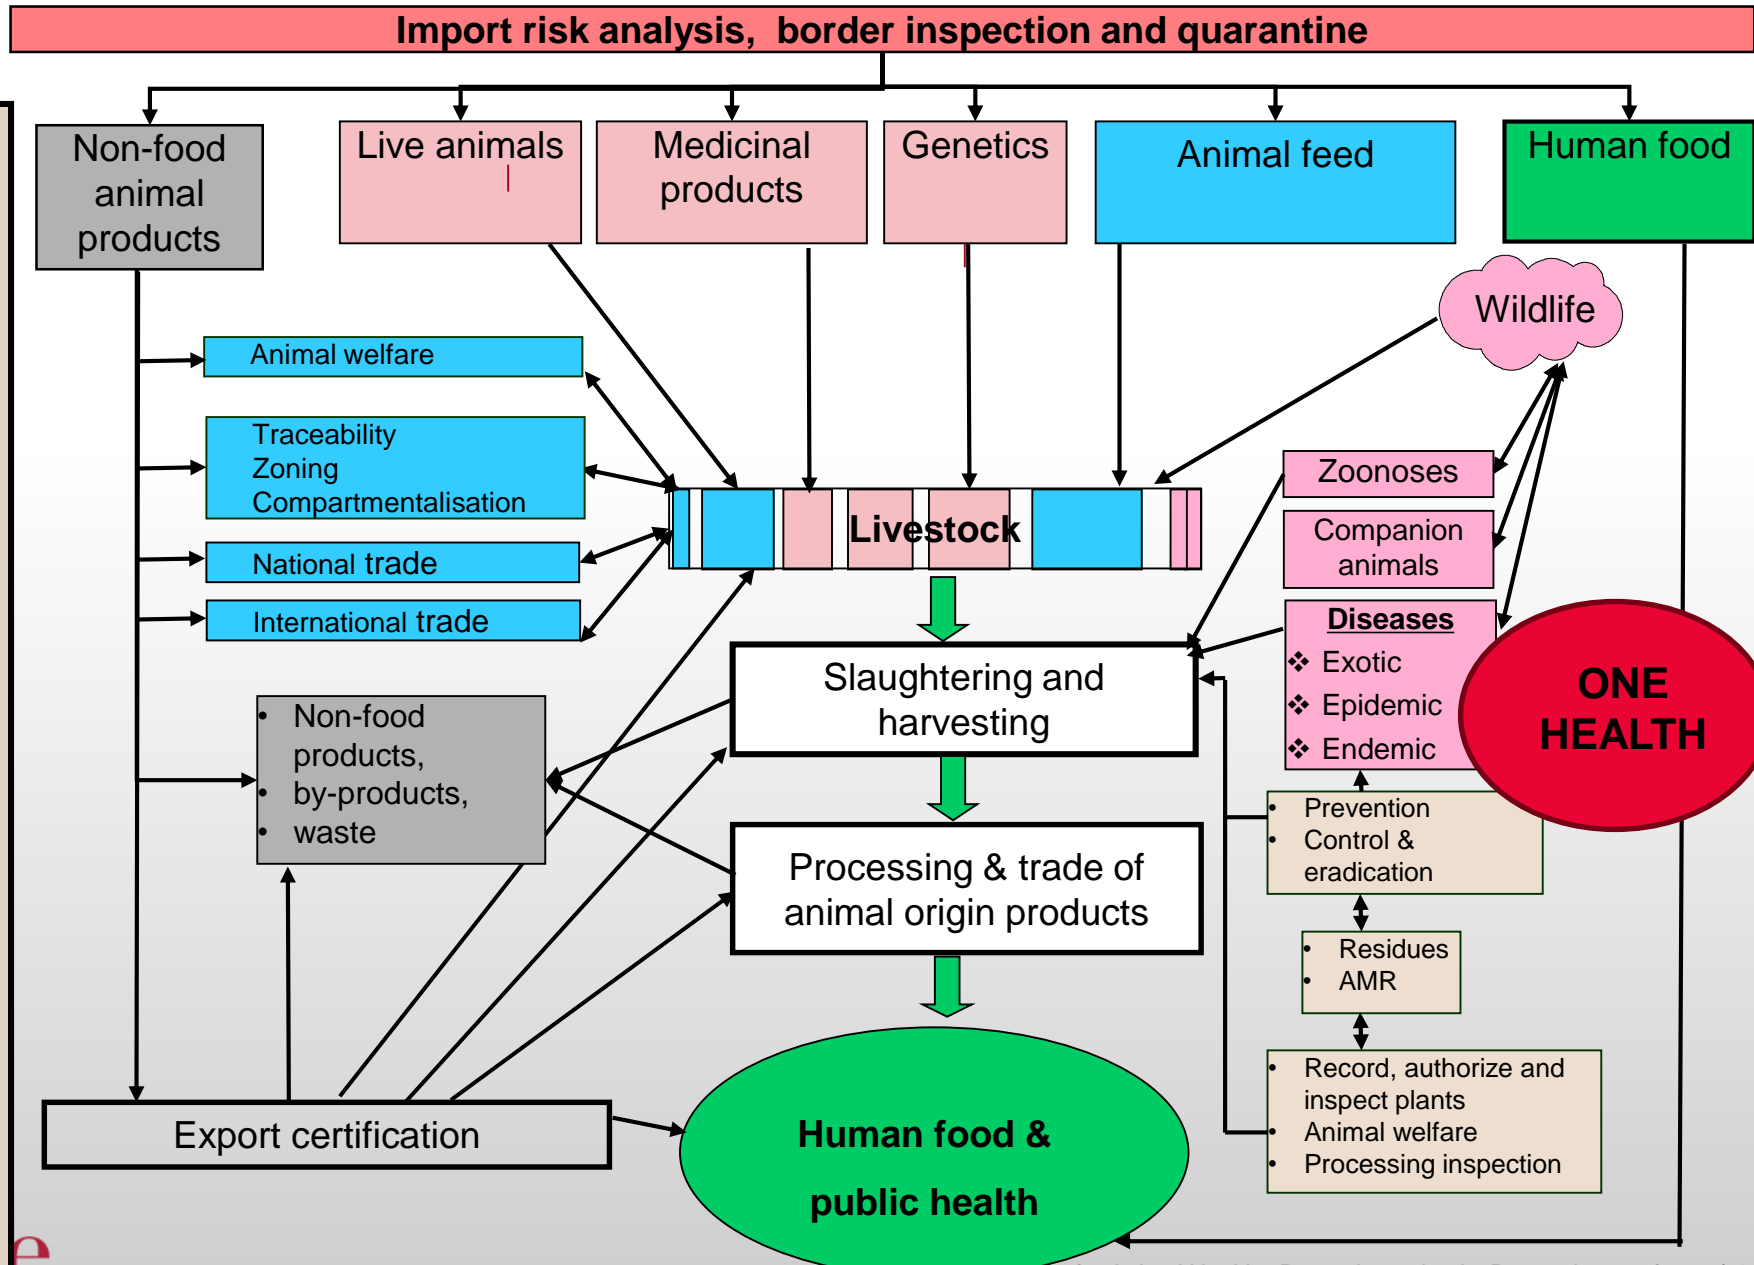 Import risk analysis, border inspection and quarantine
Non-food
animal
products
Live animals
Medicinal
products
Genetics
Animal feed
Human food
Wildlife
Animal welfare
Traceability
Zoning
Compartmentalisation
National trade
International trade
Livestock
Zoonoses
Companion
animals
Diseases
❖ Exotic
❖ Epidemic
❖ Endemic
ONE
HEALTH
Slaughtering and
harvesting
• Non-food
products,
• by-products,
• waste
• Prevention
• Control &
eradication
Processing & trade of
animal origin products
• Residues
• AMR
• Record, authorize and
inspect plants
• Animal welfare
• Processing inspection
Export certification
Human food &
public health
e